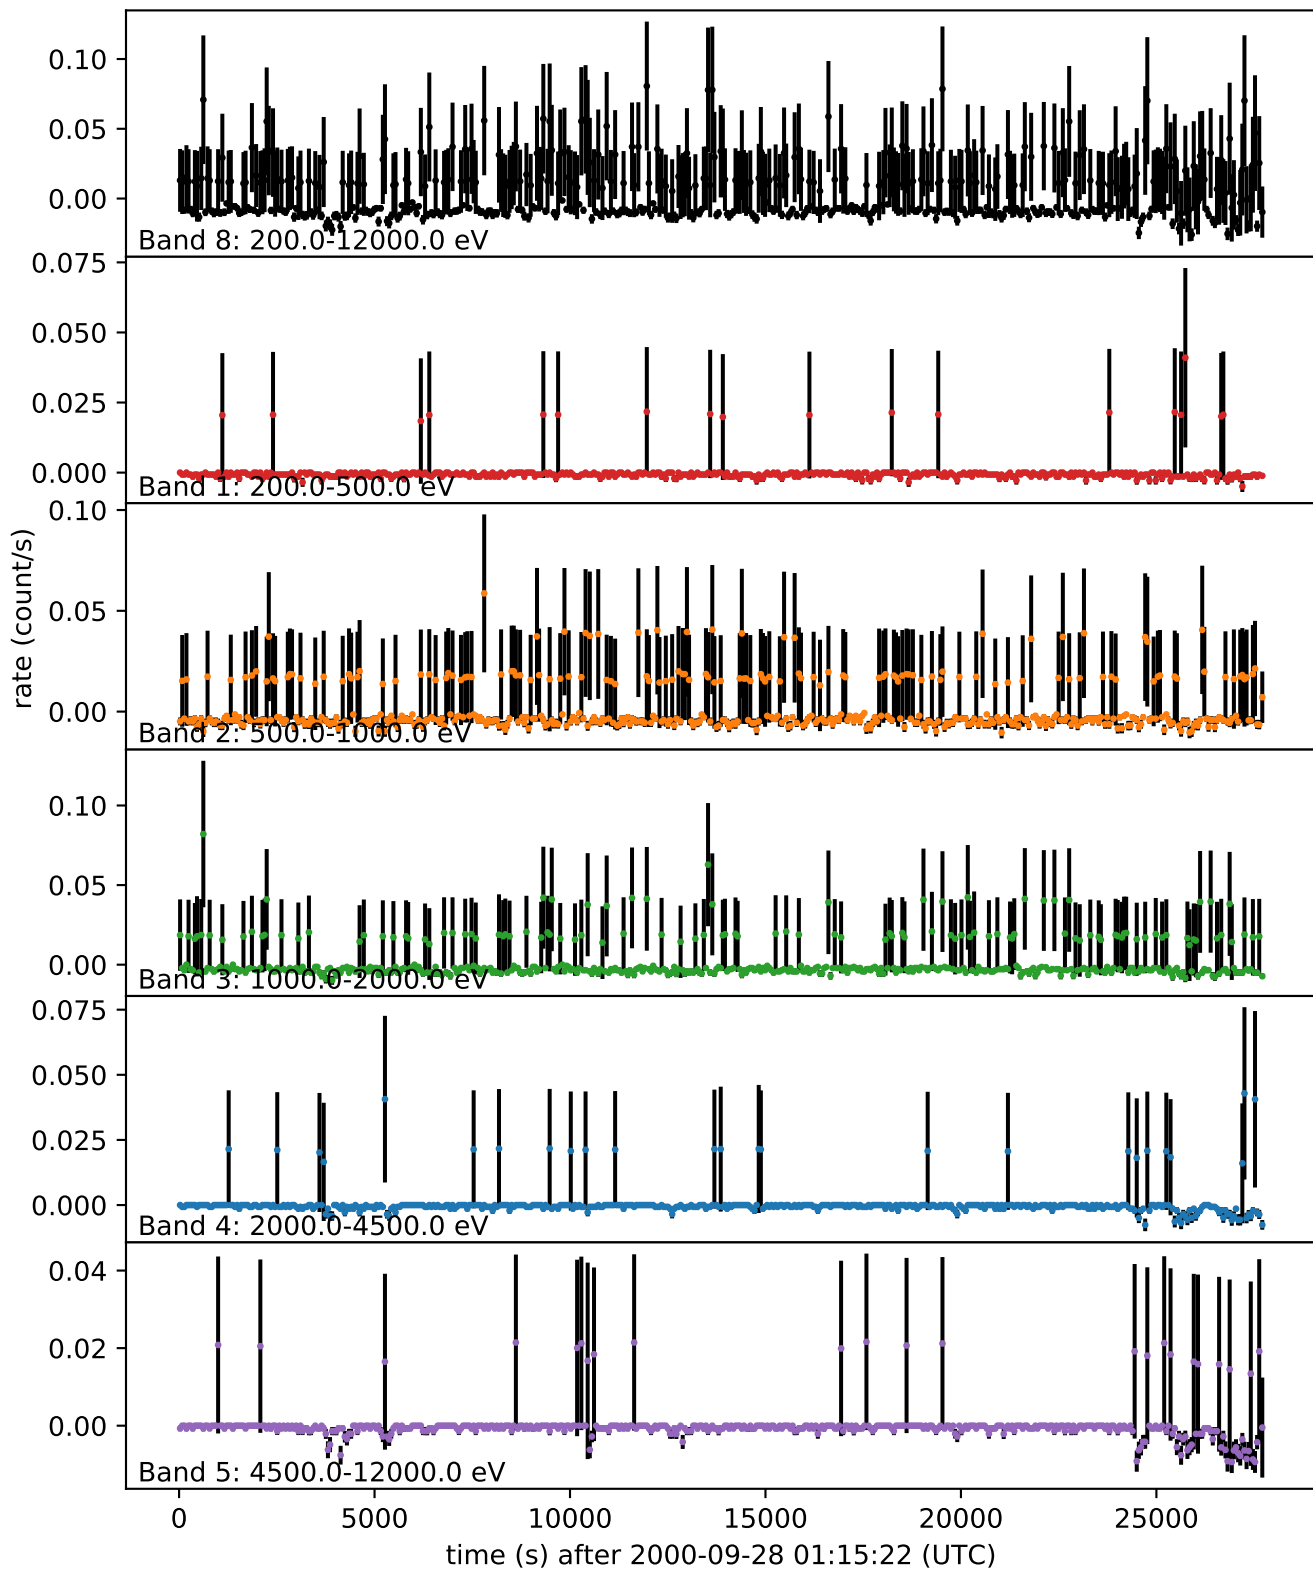 0.10
0.05
0.00
Band 8: 200.0-12000.0 eV
0.075
0.050
0.025
0.000
Band 1: 200.0-500.0 eV
0.10
0.05
0.00
Band 2: 500.0-1000.0 eV
rate (count/s)
0.10
0.05
0.00
Band 3: 1000.0-2000.0 eV
0.075
0.050
0.025
0.000
Band 4: 2000.0-4500.0 eV
0.04
0.02
0.00
Band 5: 4500.0-12000.0 eV
0 5000 10000 15000 20000 25000
time (s) after 2000-09-28 01:15:22 (UTC)